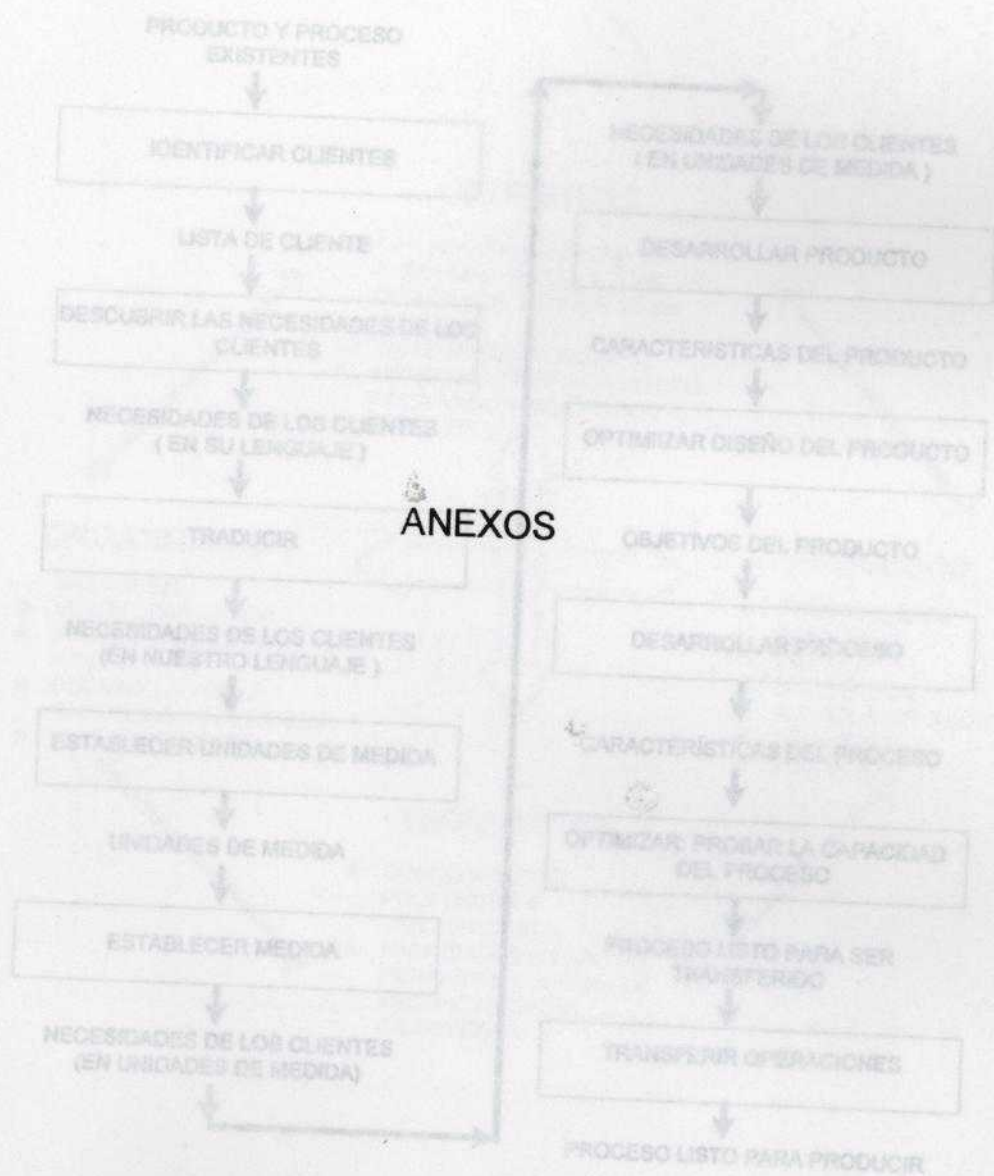 PRODUCTO Y PROCESO
EXISTENTES
IDENTIFICAR CLIENTES
LISTA DE CLIENTE
DESCUBRIR LAS NECESIDADES DE LOS
CLIENTES
NECESIDADES DE LOS CLIENTES
( EN SU LENGUAJE )
TRADUCIR
NECESIDADES DE LOS CLIENTES
(EN NUESTRO LENGUAJE )
ESTABLECER UNIDADES DE MEDIDA
UNIDADES DE MEDIDA
ESTABLECER MEDIDA
NECESIDADES DE LOS CLIENTES
(EN UNIDADES DE MEDIDA)
ANEXOS
NECESIDADES DE LOS CLIENTES
( EN UNIDADES DE MEDIDA )
DESARROLLAR PRODUCTO
CARACTERISTICAS DEL PRODUCTO
OPTIMIZAR DISEÑO DEL PRODUCTO
OBJETIVOS DEL PRODUCTO
DESARROLLAR PROCESO
CARACTERÍSTICAS DEL PROCESO
OPTIMIZAR: PROBAR LA CAPACIDAD
DEL PROCESO
PROCESO LISTO PARA SER
TRANSFERIDO
TRANSFERIR OPERACIONES
PROCESO LISTO PARA PRODUCIR